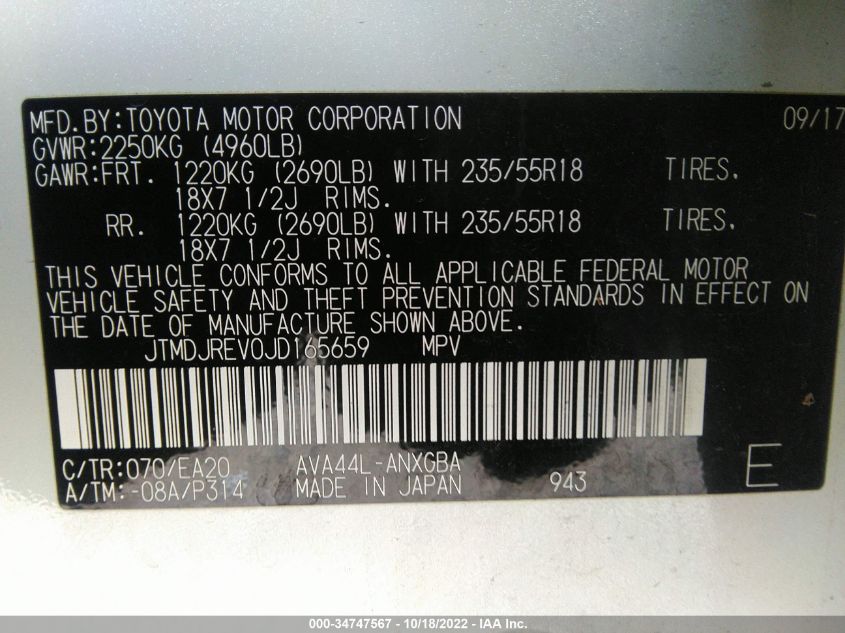 MFD.BY:TOYOTA MOTOR CORPORATION 09/17
GVWR:2250KG (4960LB)
GAWR:FRT. 1220KG (2690LB) WITH 235/55R18 TIRES.
18X7 1/2J RIMS.
RR. 1220KG (2690LB) WITH 235/55R18 TIRES.
18X7 1/2J RIMS.
THIS VEHICLE CONFORMS TO ALL APPLICABLE FEDERAL MOTOR
VEHICLE SAFETY AND THEFT PREVENTION STANDARDS IN EFFECT ON
THE DATE OF MANUFACTURE SHOWN ABOVE.
JTMDJREV0JD165659 MPV
C/TR:070/EA20 AVA44L-ANXGBA E
A/TM:-08A/P314 MADE IN JAPAN 943
000-34747567 - 10/18/2022 - IAA Inc.